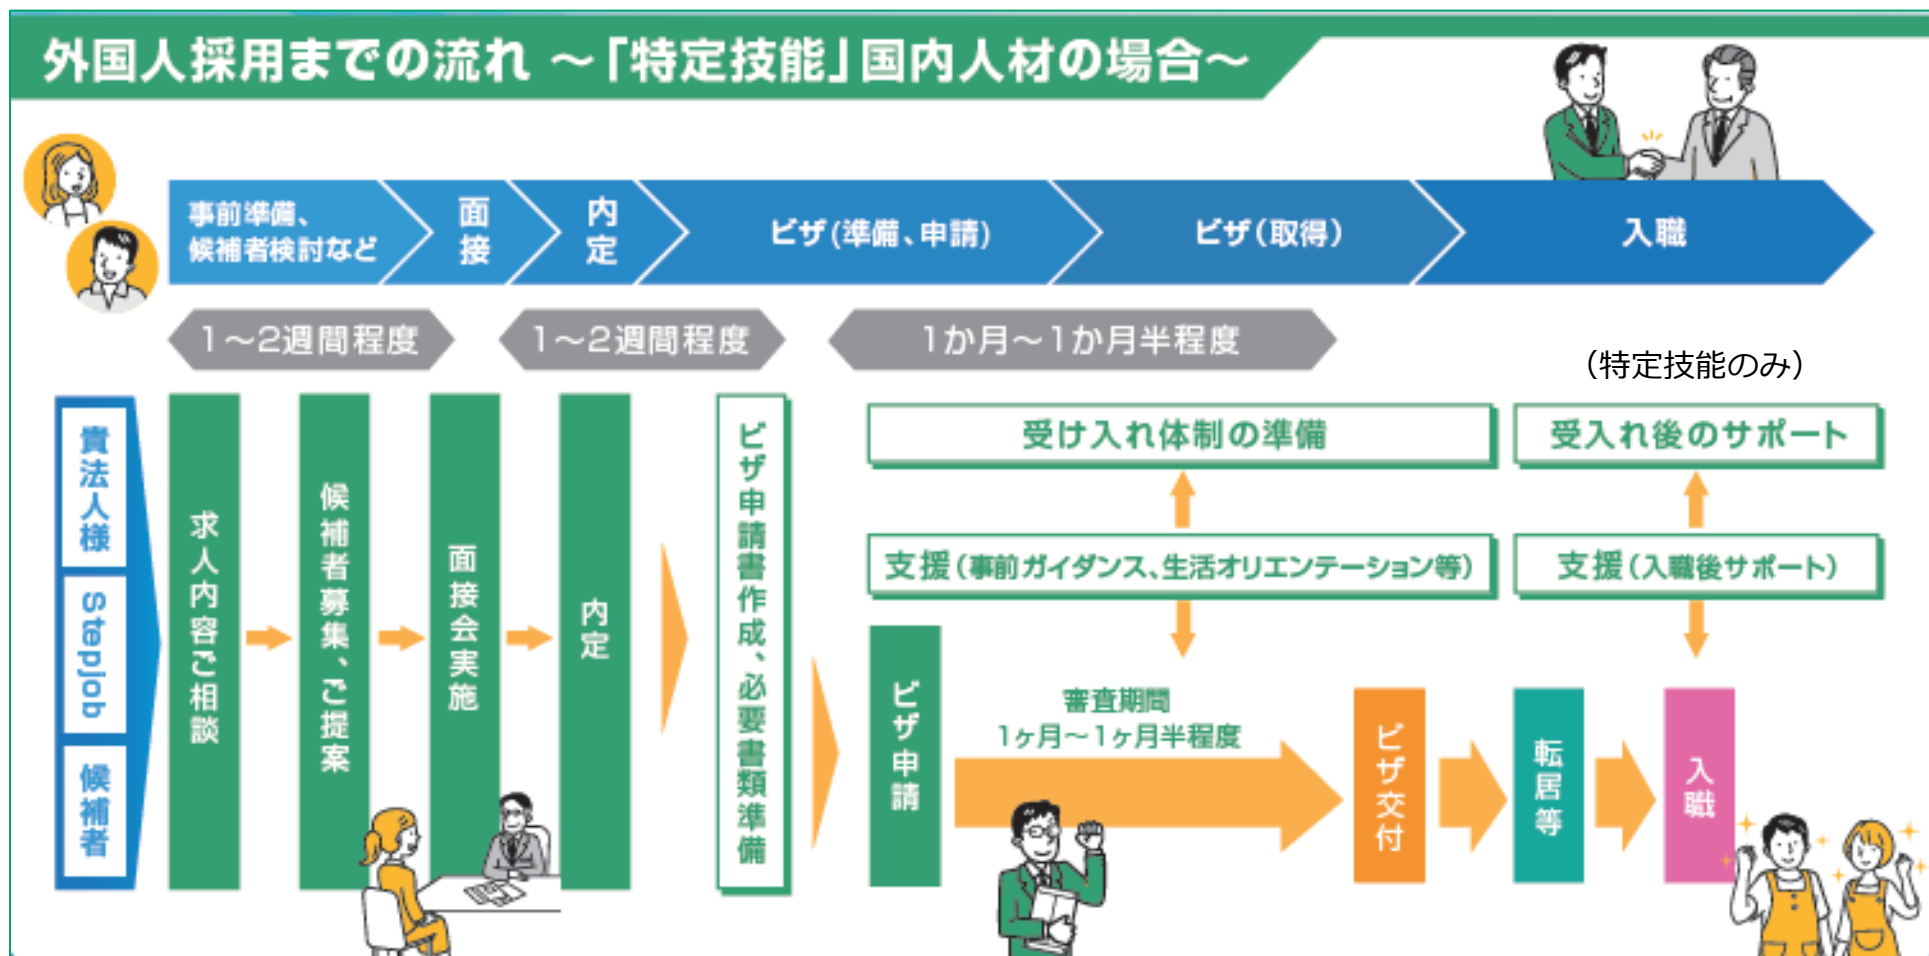 外国人採用までの流れ ～「特定技能」国内人材の場合～
事前準備、
候補者検討など
面接
内定
ビザ(準備、申請)
ビザ(取得)
入職
1～2週間程度
1～2週間程度
1か月～1か月半程度
(特定技能のみ)
貴法人様
StepJob
候補者
求人内容ご相談
候補者募集、ご提案
面接会実施
内定
ビザ申請書作成、必要書類準備
受け入れ体制の準備
受入れ後のサポート
支援(事前ガイダンス、生活オリエンテーション等)
支援(入職後サポート)
ビザ申請
審査期間
1ヶ月～1ヶ月半程度
ビザ交付
転居等
入職